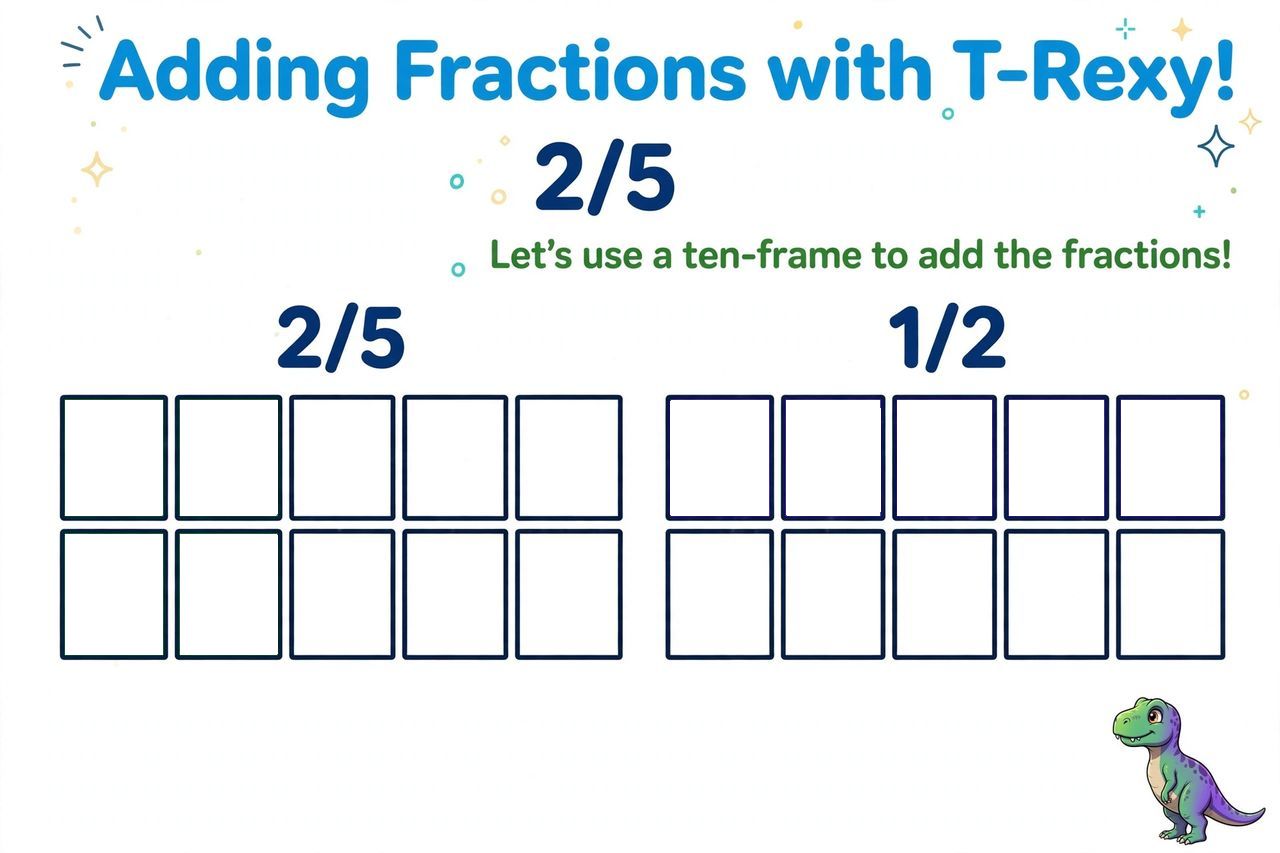 Adding Fractions with T-Rexy!
2/5
Let's use a ten-frame to add the fractions!
2/5
1/2